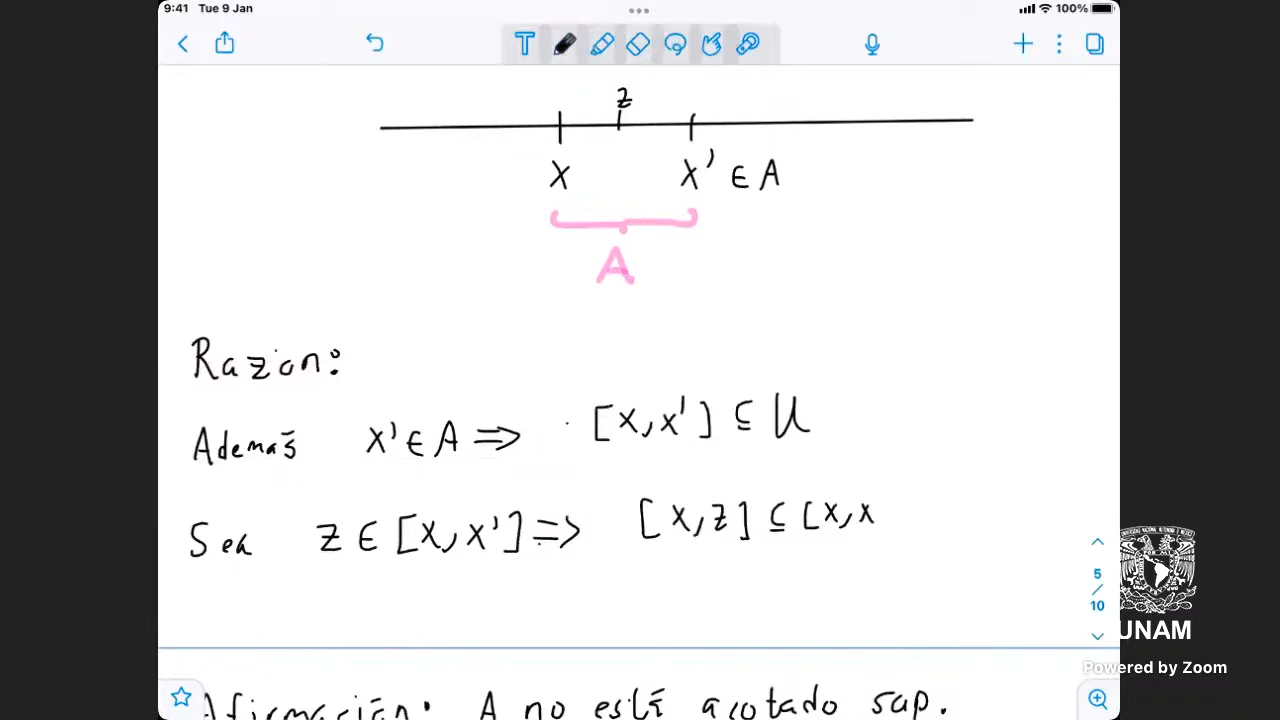 9:41 Tue 9 Jan 100%
z
x x' ∈ A
A
Razon:
Además x' ∈ A ⇒ [x, x'] ⊆ U
Sea z ∈ [x, x'] ⇒ [x, z] ⊆ [x, x
5
/
10
UNAM
Powered by Zoom
Afirmación: A no está acotado sup.